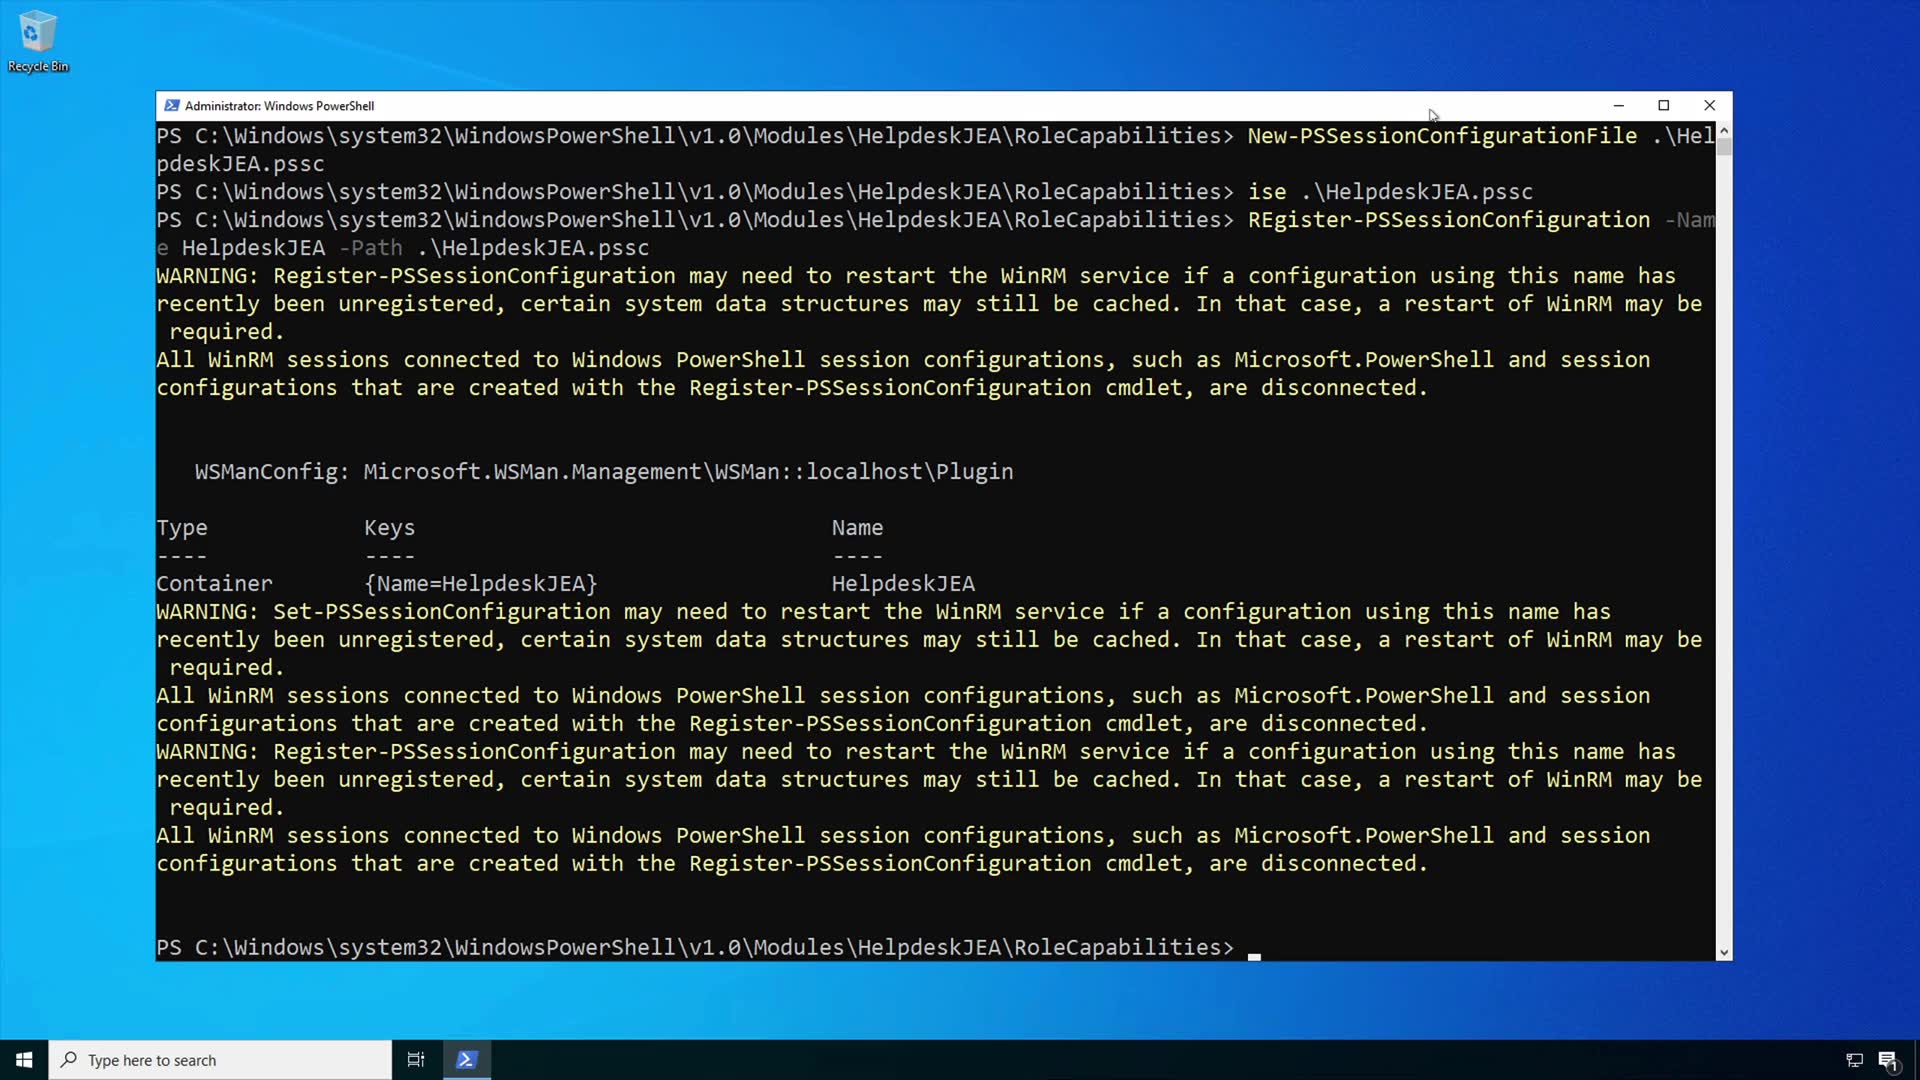 Recycle Bin
Administrator: Windows PowerShell
PS C:\Windows\system32\WindowsPowerShell\v1.0\Modules\HelpdeskJEA\RoleCapabilities> New-PSSessionConfigurationFile .\Hel
pdeskJEA.pssc
PS C:\Windows\system32\WindowsPowerShell\v1.0\Modules\HelpdeskJEA\RoleCapabilities> ise .\HelpdeskJEA.pssc
PS C:\Windows\system32\WindowsPowerShell\v1.0\Modules\HelpdeskJEA\RoleCapabilities> REgister-PSSessionConfiguration -Nam
e HelpdeskJEA -Path .\HelpdeskJEA.pssc
WARNING: Register-PSSessionConfiguration may need to restart the WinRM service if a configuration using this name has
recently been unregistered, certain system data structures may still be cached. In that case, a restart of WinRM may be
required.
All WinRM sessions connected to Windows PowerShell session configurations, such as Microsoft.PowerShell and session
configurations that are created with the Register-PSSessionConfiguration cmdlet, are disconnected.
WSManConfig: Microsoft.WSMan.Management\WSMan::localhost\Plugin
Type Keys Name
---- ---- ----
Container {Name=HelpdeskJEA} HelpdeskJEA
WARNING: Set-PSSessionConfiguration may need to restart the WinRM service if a configuration using this name has
recently been unregistered, certain system data structures may still be cached. In that case, a restart of WinRM may be
required.
All WinRM sessions connected to Windows PowerShell session configurations, such as Microsoft.PowerShell and session
configurations that are created with the Register-PSSessionConfiguration cmdlet, are disconnected.
WARNING: Register-PSSessionConfiguration may need to restart the WinRM service if a configuration using this name has
recently been unregistered, certain system data structures may still be cached. In that case, a restart of WinRM may be
required.
All WinRM sessions connected to Windows PowerShell session configurations, such as Microsoft.PowerShell and session
configurations that are created with the Register-PSSessionConfiguration cmdlet, are disconnected.
PS C:\Windows\system32\WindowsPowerShell\v1.0\Modules\HelpdeskJEA\RoleCapabilities>
Type here to search
1